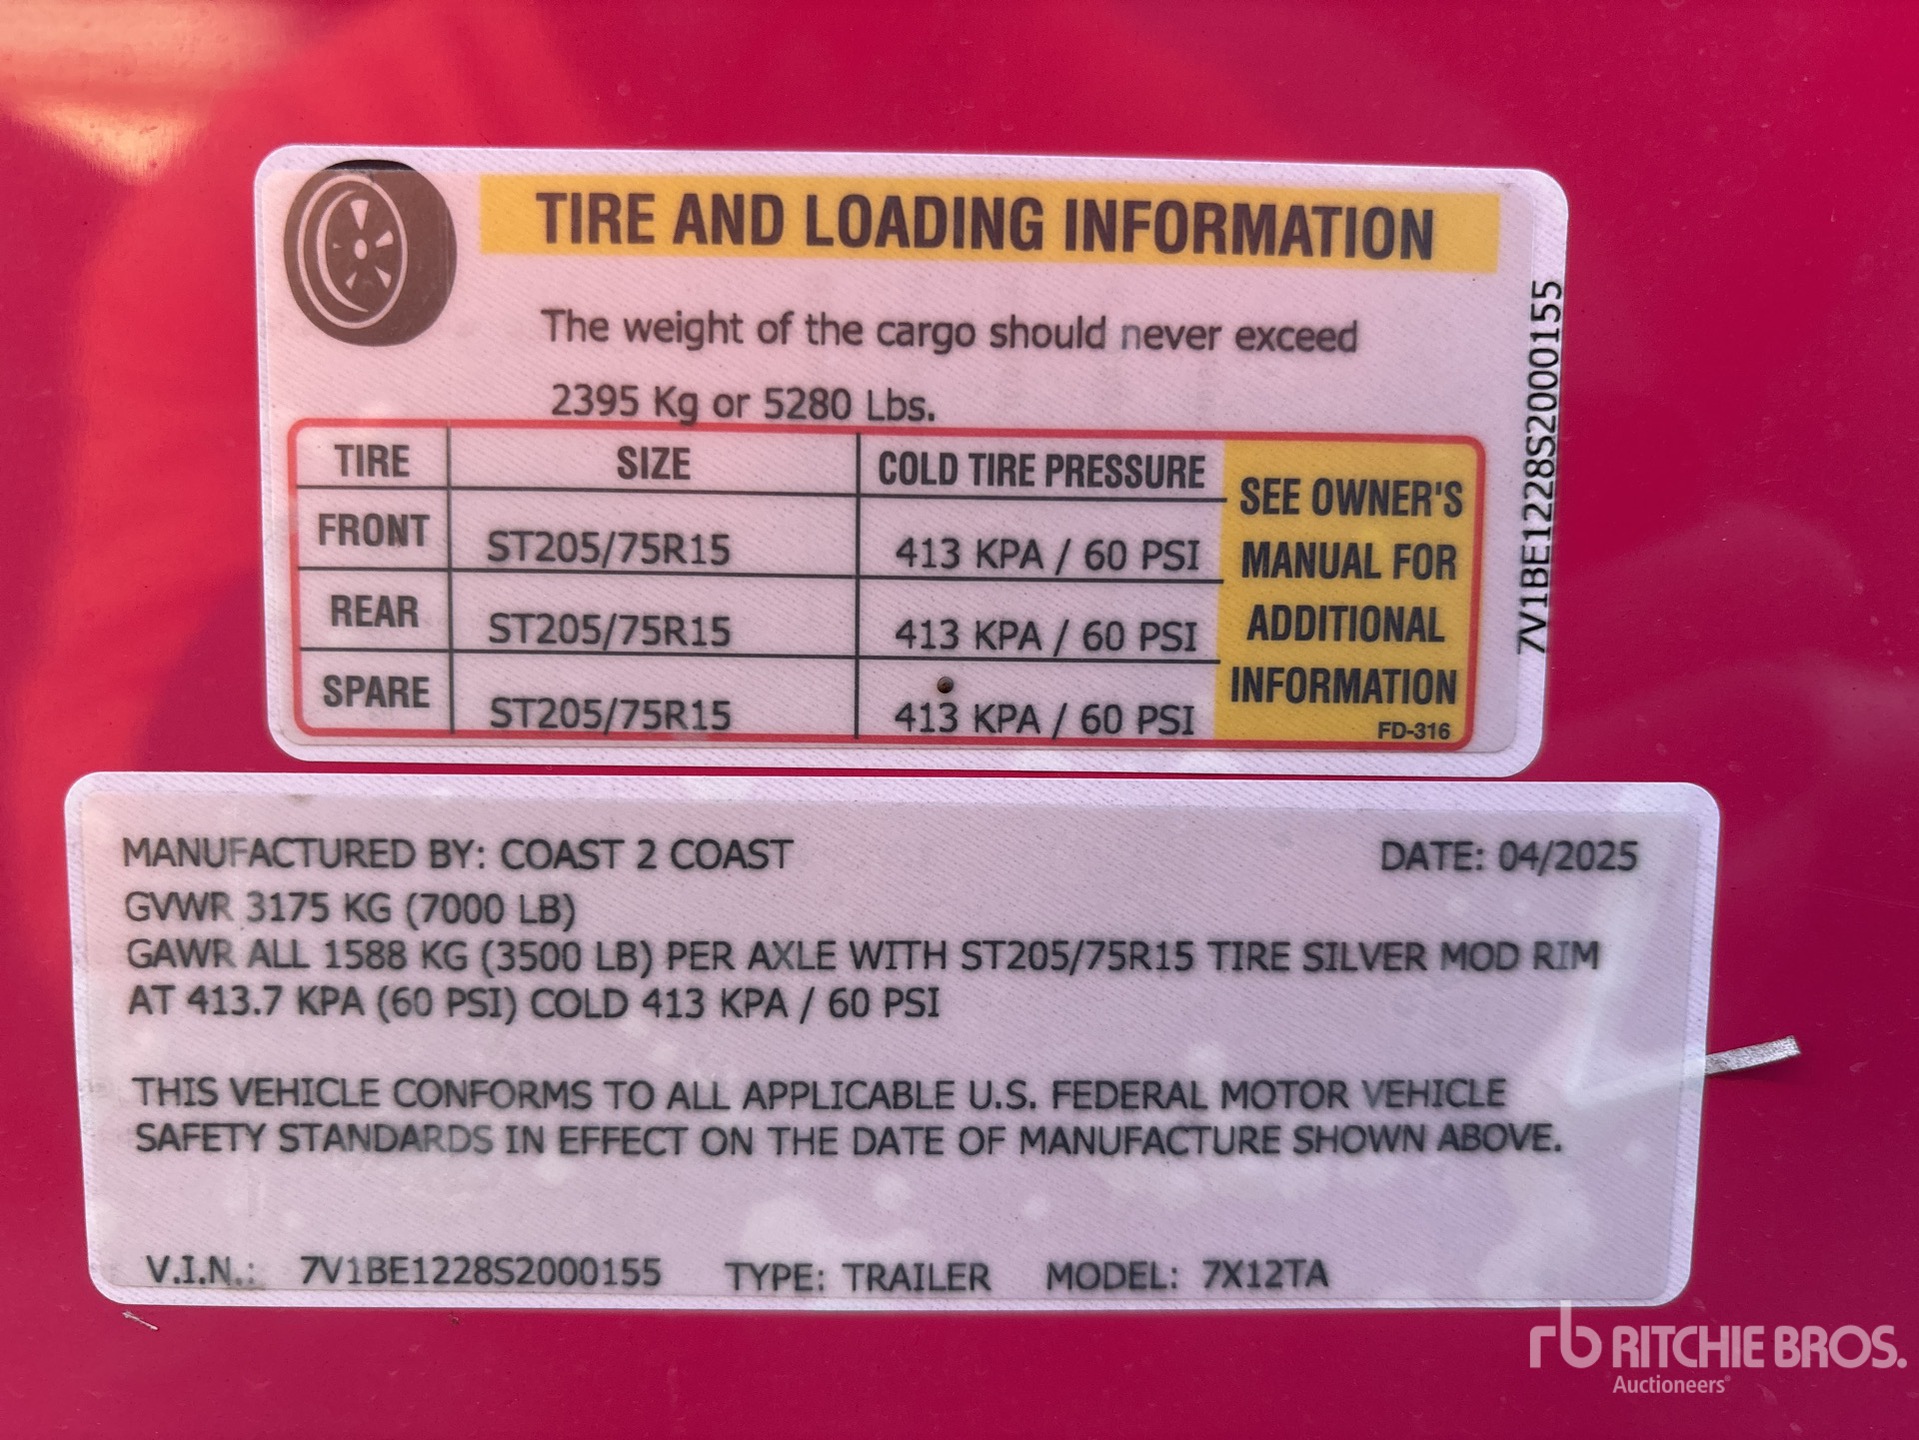 TIRE AND LOADING INFORMATION
The weight of the cargo should never exceed
2395 Kg or 5280 Lbs.
TIRE SIZE COLD TIRE PRESSURE
FRONT ST205/75R15 413 KPA / 60 PSI
REAR ST205/75R15 413 KPA / 60 PSI
SPARE ST205/75R15 413 KPA / 60 PSI
SEE OWNER'S
MANUAL FOR
ADDITIONAL
INFORMATION
FD-316
7V1BE1228S2000155
MANUFACTURED BY: COAST 2 COAST DATE: 04/2025
GVWR 3175 KG (7000 LB)
GAWR ALL 1588 KG (3500 LB) PER AXLE WITH ST205/75R15 TIRE SILVER MOD RIM
AT 413.7 KPA (60 PSI) COLD 413 KPA / 60 PSI
THIS VEHICLE CONFORMS TO ALL APPLICABLE U.S. FEDERAL MOTOR VEHICLE
SAFETY STANDARDS IN EFFECT ON THE DATE OF MANUFACTURE SHOWN ABOVE.
V.I.N.: 7V1BE1228S2000155 TYPE: TRAILER MODEL: 7X12TA
rb RITCHIE BROS.
Auctioneers